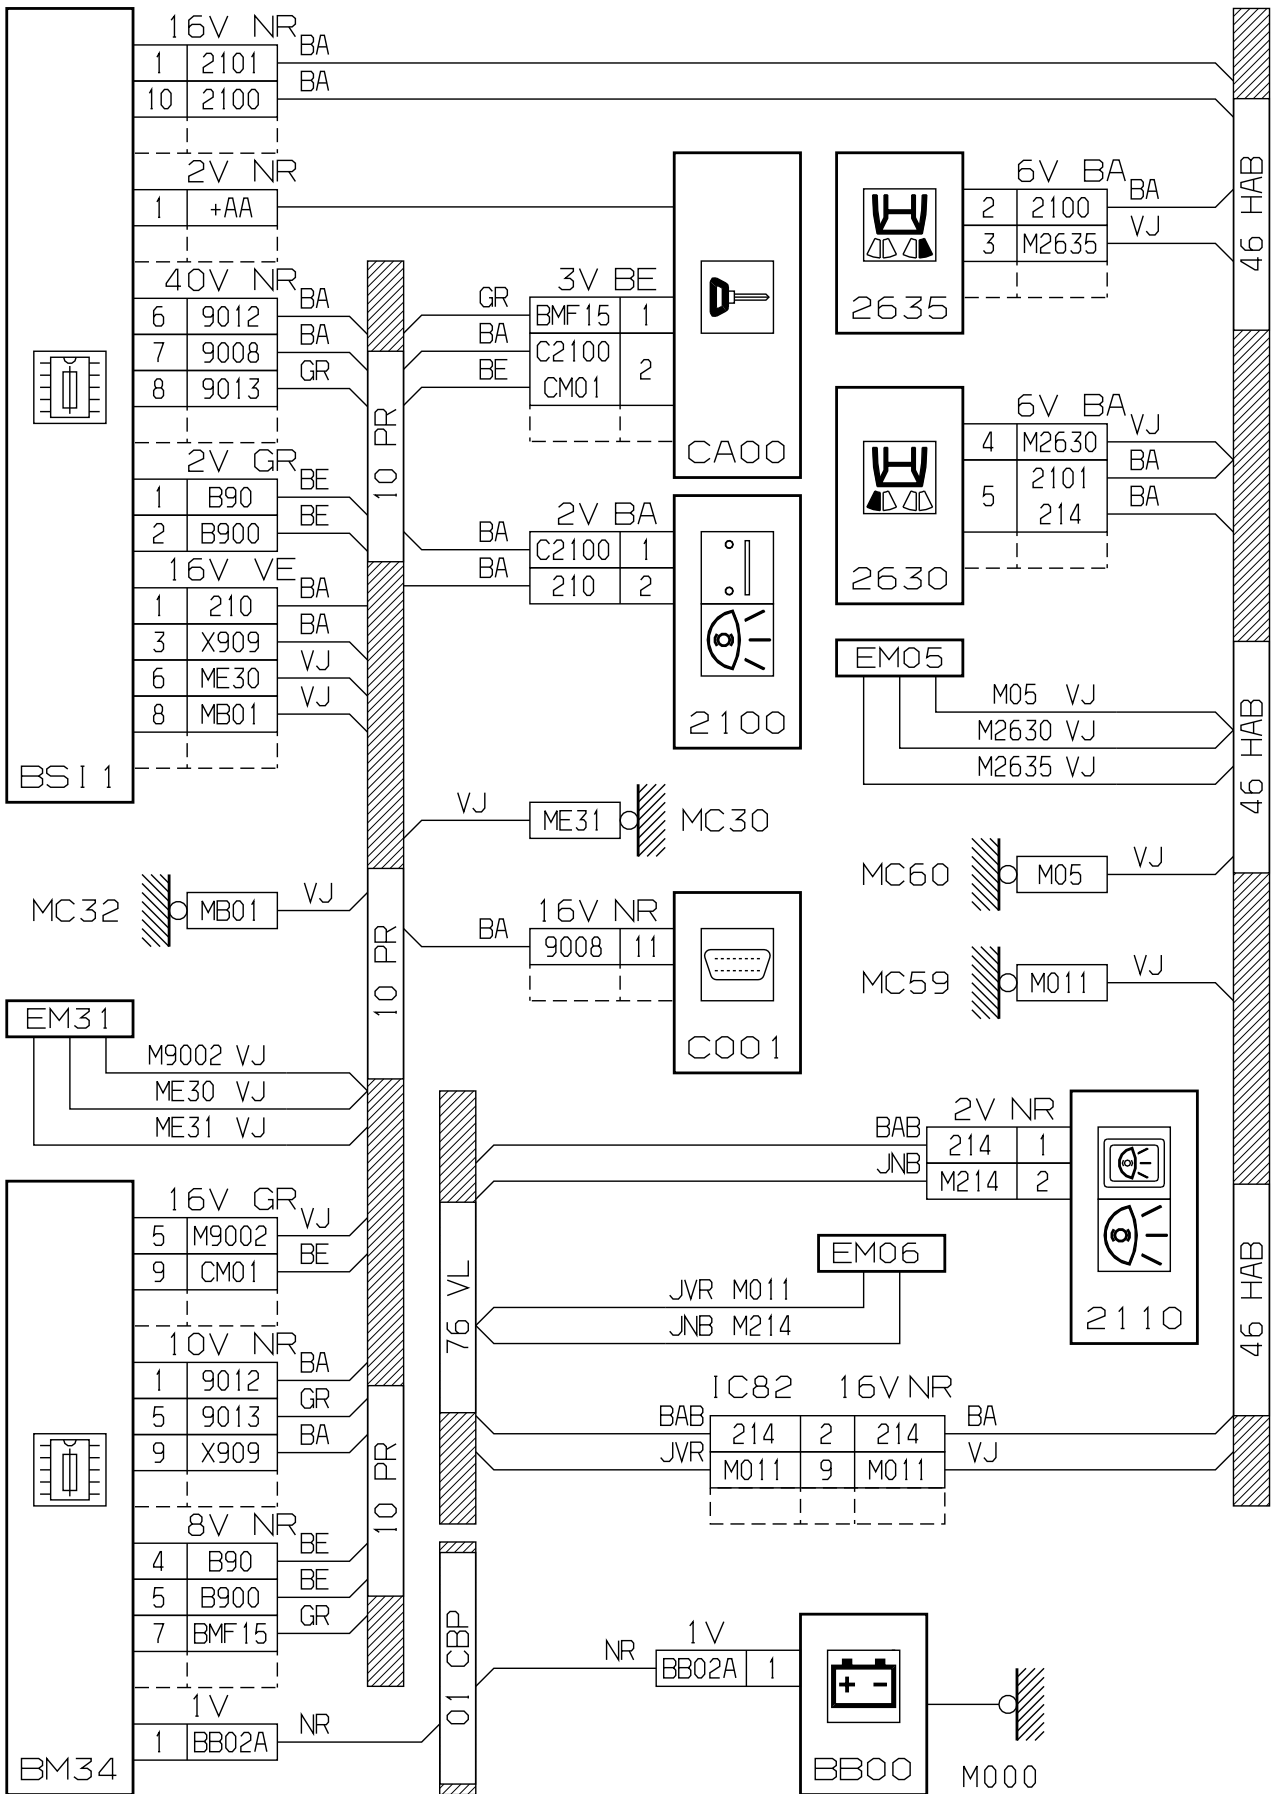 16V NR
1 2101 BA
10 2100 BA
2V NR
1 +AA
40V NR
6 9012 BA
7 9008 BA
8 9013 GR
2V GR
1 B90 BE
2 B900 BE
16V VE
1 210 BA
3 X909 BA
6 ME30 VJ
8 MB01 VJ
BSI1
10 PR
3V BE
GR BMF15 1
BA C2100 2
BE CM01
CA00
2V BA
BA C2100 1
BA 210 2
2100
6V BA
2 2100 BA
3 M2635 VJ
2635
6V BA
4 M2630 VJ
5 2101 BA
214 BA
2630
46 HAB
EM05
M05 VJ
M2630 VJ
M2635 VJ
46 HAB
VJ ME31 MC30
MC60 M05 VJ
MC32 MB01 VJ
16V NR
BA 9008 11
C001
MC59 M011 VJ
10 PR
EM31
M9002 VJ
ME30 VJ
ME31 VJ
2V NR
BAB 214 1
JNB M214 2
2110
EM06
JVR M011
JNB M214
76 VL
46 HAB
IC82 16V NR
BAB 214 2 214 BA
JVR M011 9 M011 VJ
16V GR
5 M9002 VJ
9 CM01 BE
10V NR
1 9012 BA
5 9013 GR
9 X909 BA
8V NR
4 B90 BE
5 B900 BE
7 BMF15 GR
1V
1 BB02A NR
BM34
10 PR
01 CBP
1V
NR BB02A 1
BB00
M000